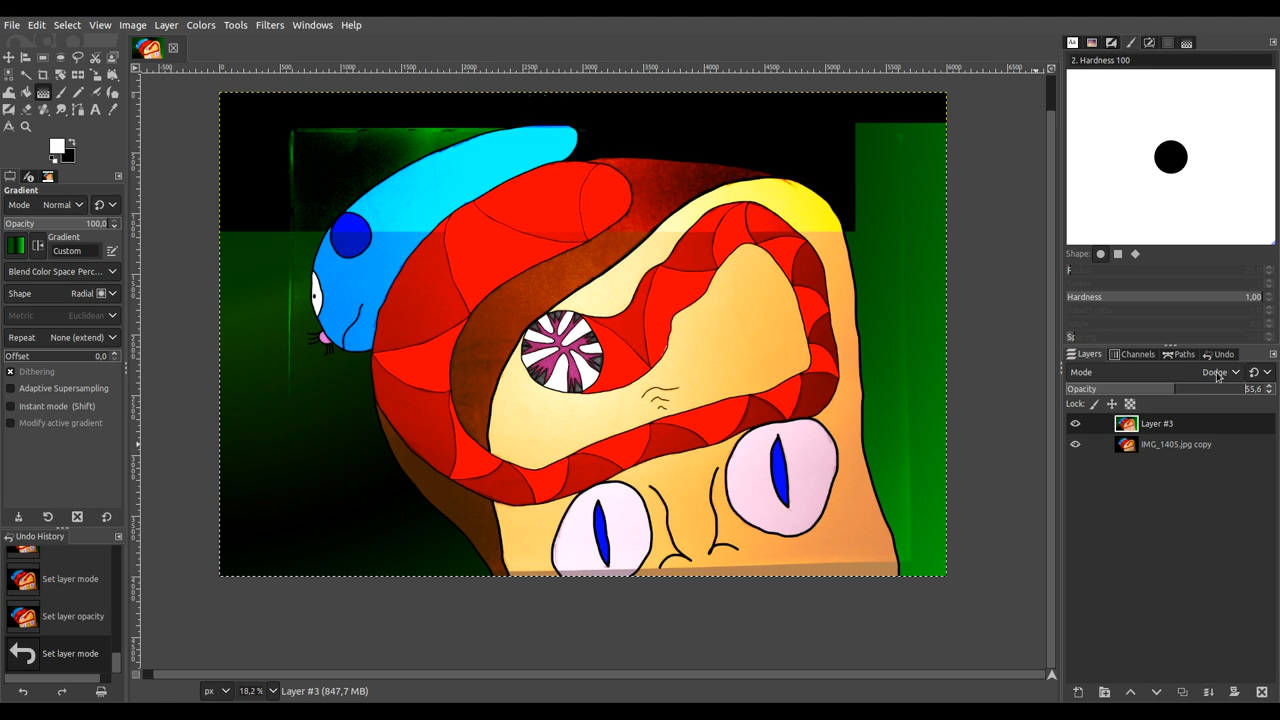 File Edit Select View Image Layer Colors Tools Filters Windows Help
2. Hardness 100
Gradient
Mode Normal
Opacity 100,0
Gradient
Custom
Blend Color Space Perc...
Shape Radial
Metric Euclidean
Repeat None (extend)
Offset 0,0
Dithering
Adaptive Supersampling
Instant mode (Shift)
Modify active gradient
Undo History
Set layer mode
Set layer opacity
Set layer mode
Shape:
Hardness 1,00
Layers Channels Paths Undo
Mode Dodge
Opacity 55,6
Lock:
Layer #3
IMG_1405.jpg copy
px 18,2 % Layer #3 (847,7 MB)